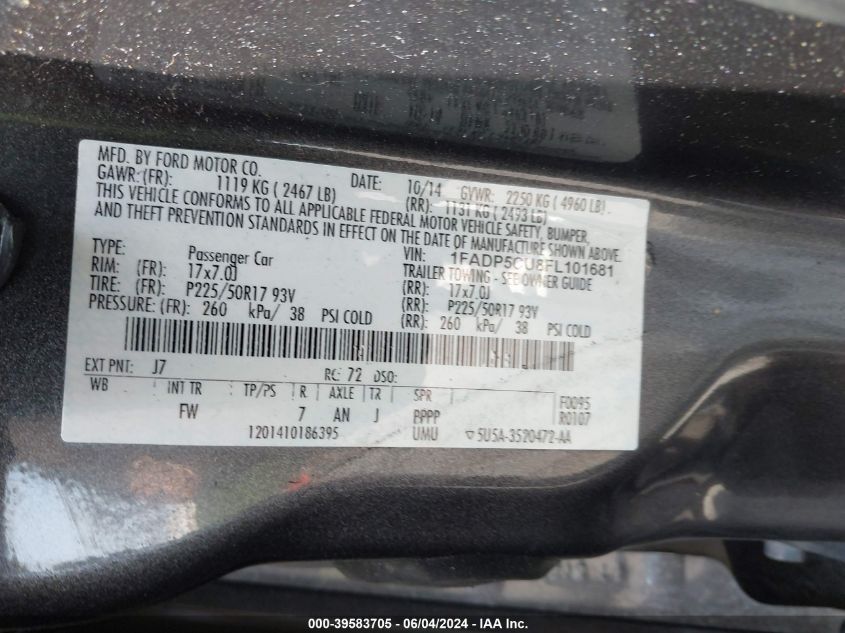 MFD. BY FORD MOTOR CO.
DATE: 10/14 GVWR: 2250 KG ( 4960 LB)
GAWR: (FR): 1119 KG ( 2467 LB) (RR): 1131 KG ( 2493 LB)
THIS VEHICLE CONFORMS TO ALL APPLICABLE FEDERAL MOTOR VEHICLE SAFETY, BUMPER,
AND THEFT PREVENTION STANDARDS IN EFFECT ON THE DATE OF MANUFACTURE SHOWN ABOVE.
VIN: 1FADP5CU8FL101681
TYPE: Passenger Car TRAILER TOWING - SEE OWNER GUIDE
RIM: (FR): 17x7.0J (RR): 17x7.0J
TIRE: (FR): P225/50R17 93V (RR): P225/50R17 93V
PRESSURE: (FR): 260 kPa/ 38 PSI COLD (RR): 260 kPa/ 38 PSI COLD
EXT PNT: J7 RC: 72 DSO:
WB INT TR TP/PS R AXLE TR SPR F0095
FW 7 AN J PPPP R0107
1201410186395 UMU ▽5U5A-3520472-AA
000-39583705 - 06/04/2024 - IAAI.com